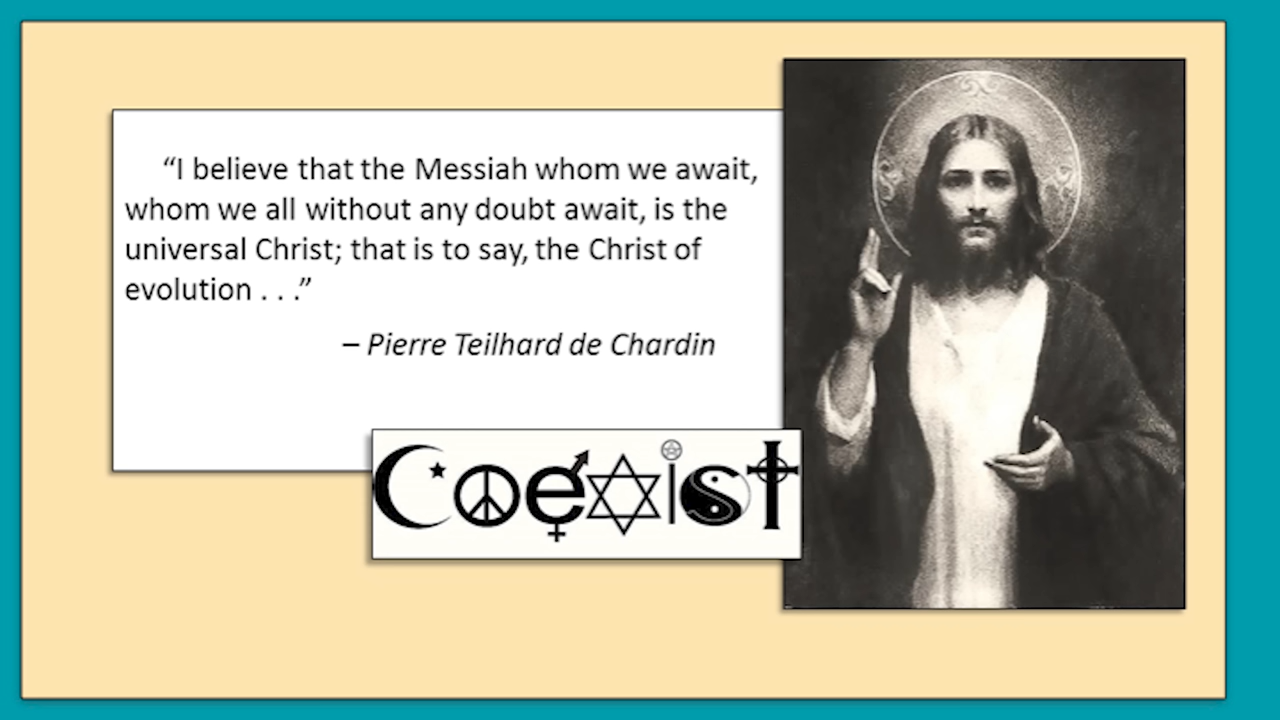 “I believe that the Messiah whom we await,
whom we all without any doubt await, is the
universal Christ; that is to say, the Christ of
evolution . . .”
– Pierre Teilhard de Chardin
Coexist